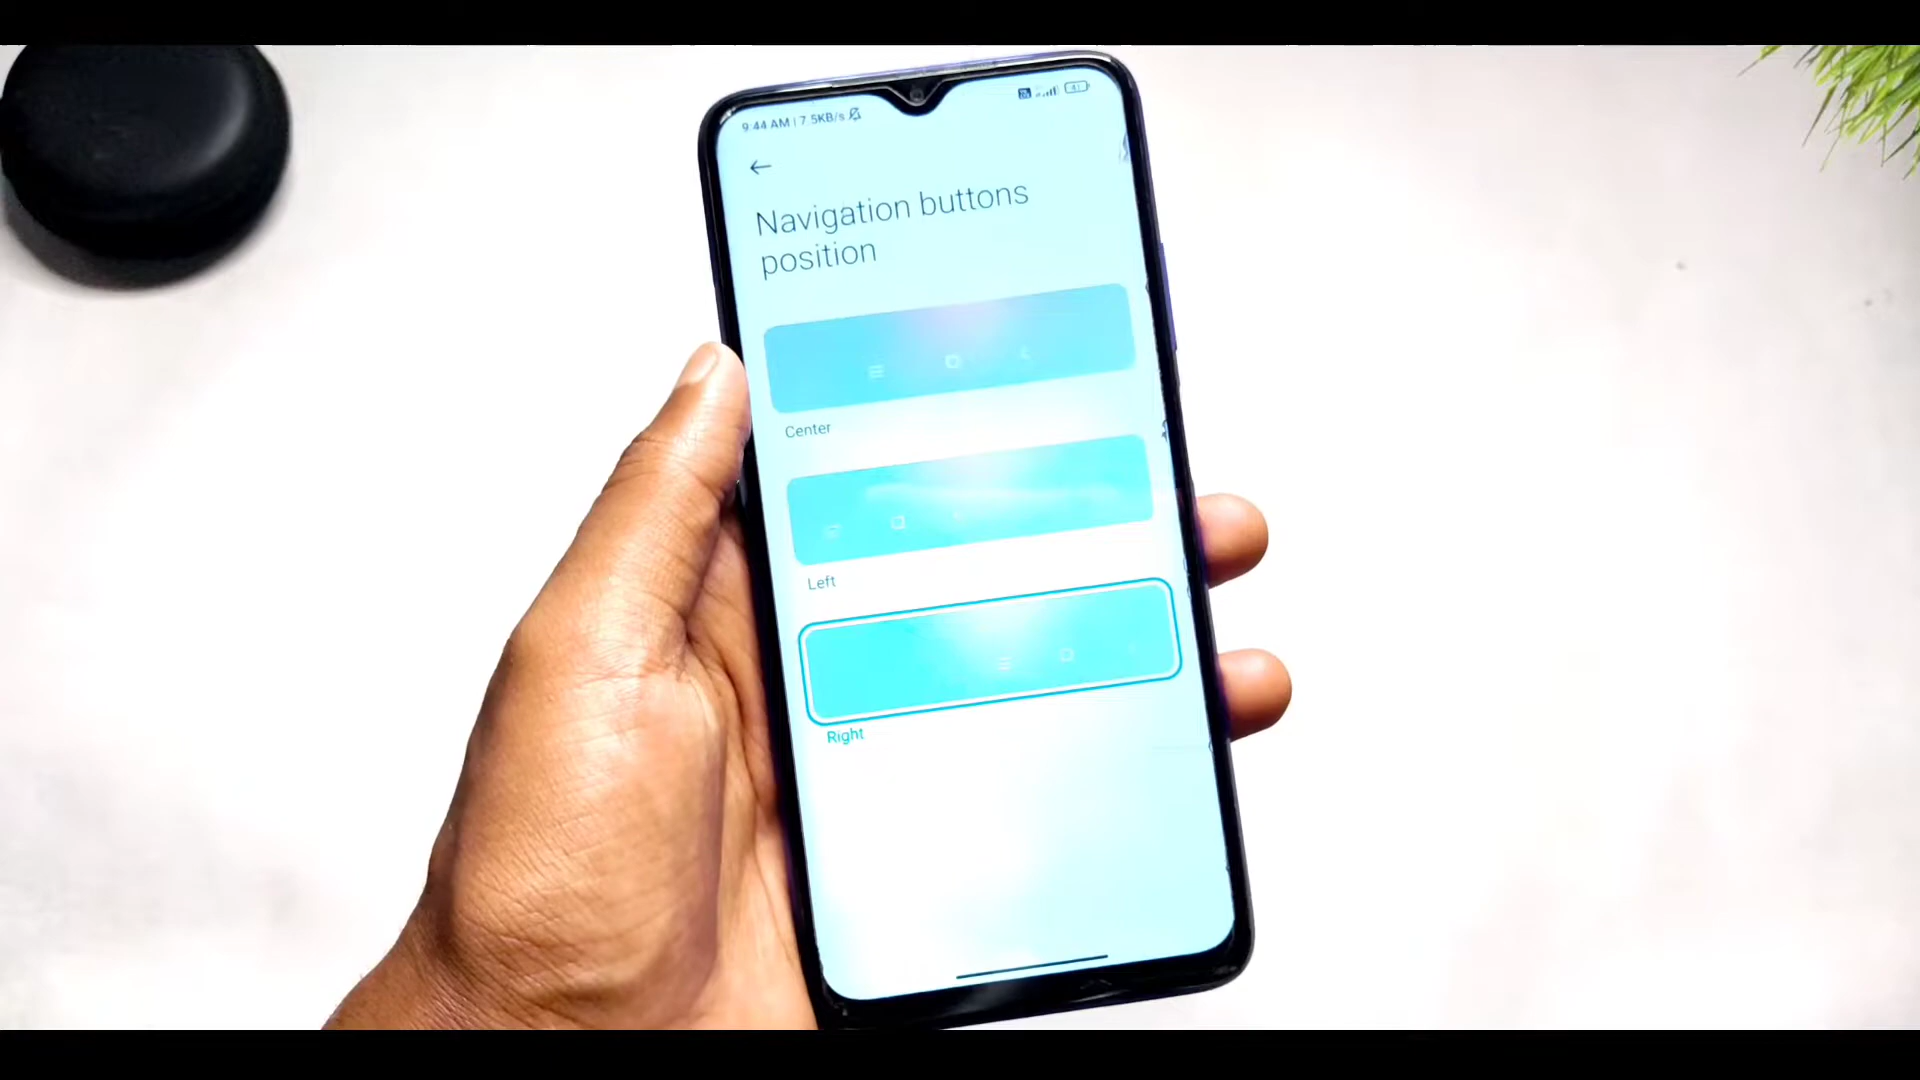 9:44 AM | 7.5KB/s
Navigation buttons
position
Center
Left
Right